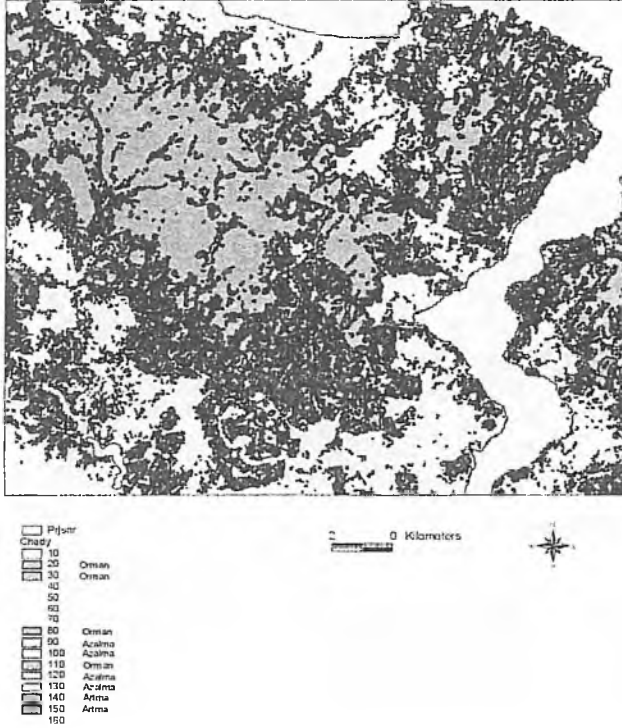 Prjsnr
Chady
10
20 Orman
30 Orman
40
50
60
70
80 Orman
90 Azalma
100 Azalma
110 Orman
120 Azalma
130 Azalma
140 Artma
150 Artma
160
2 0 Kilometers